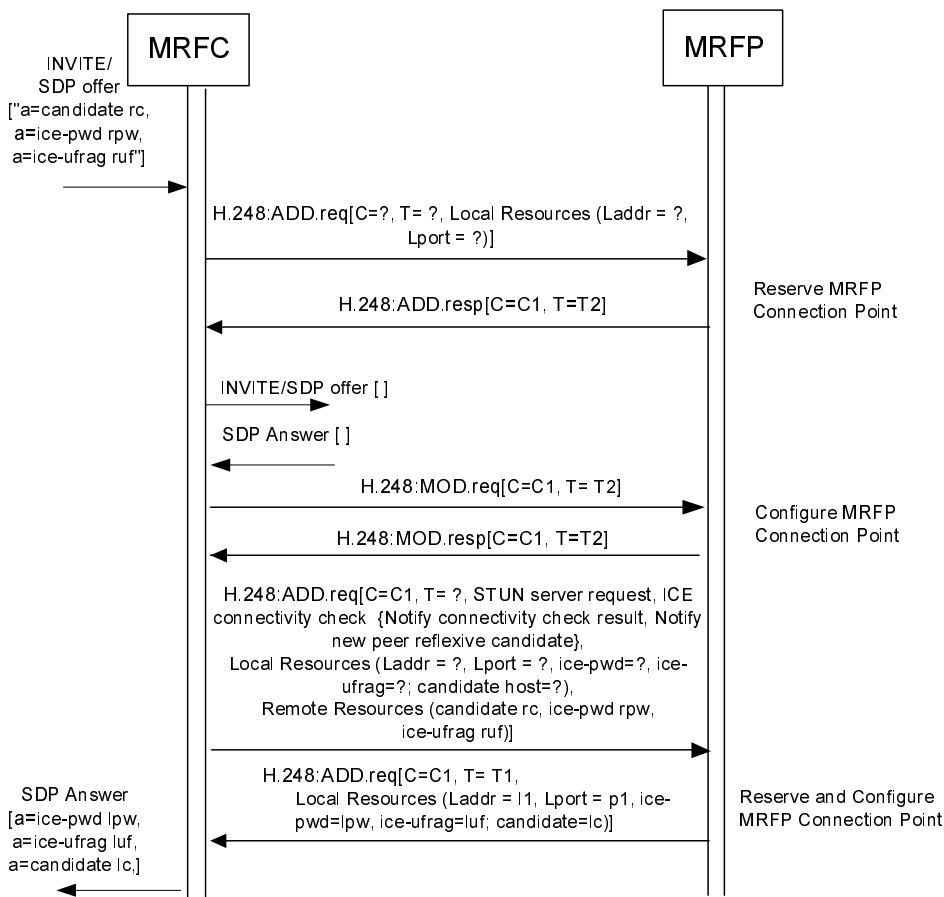 MRFC
MRFP
INVITE/
SDP offer
["a=candidate rc,
a=ice-pwd rpw,
a=ice-ufrag ruf"]
H.248:ADD.req[C=?, T= ?, Local Resources (Laddr = ?,
Lport = ?)]
Reserve MRFP
Connection Point
H.248:ADD.resp[C=C1, T=T2]
INVITE/SDP offer [ ]
SDP Answer [ ]
H.248:MOD.req[C=C1, T= T2]
Configure MRFP
Connection Point
H.248:MOD.resp[C=C1, T=T2]
H.248:ADD.req[C=C1, T= ?, STUN server request, ICE
connectivity check {Notify connectivity check result, Notify
new peer reflexive candidate},
Local Resources (Laddr = ?, Lport = ?, ice-pwd=?, ice-
ufrag=?; candidate host=?),
Remote Resources (candidate rc, ice-pwd rpw,
ice-ufrag ruf)]
H.248:ADD.req[C=C1, T= T1,
Local Resources (Laddr = l1, Lport = p1, ice-
pwd=lpw, ice-ufrag=luf; candidate=lc)]
Reserve and Configure
MRFP Connection Point
SDP Answer
[a=ice-pwd lpw,
a=ice-ufrag luf,
a=candidate lc,]